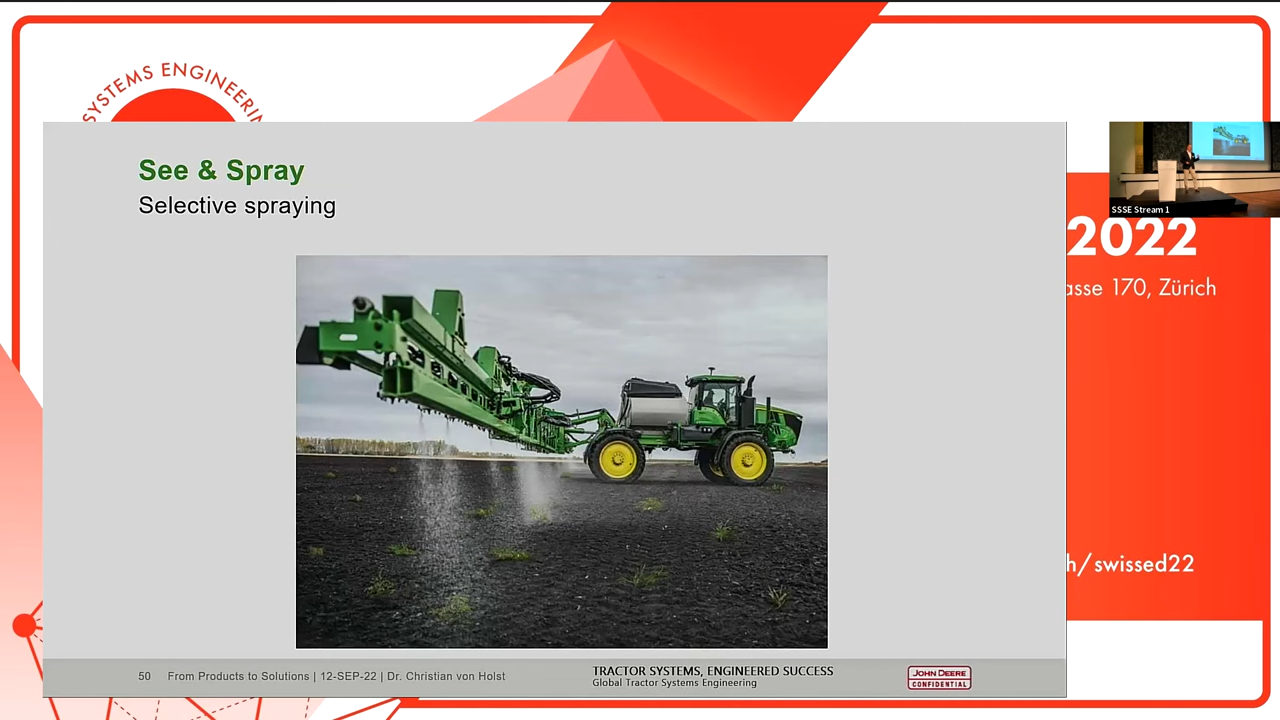 SYSTEMS ENGINEERIN
See & Spray
Selective spraying
SSSE Stream 1
2022
asse 170, Zürich
h/swissed22
50 From Products to Solutions | 12-SEP-22 | Dr. Christian von Holst
TRACTOR SYSTEMS, ENGINEERED SUCCESS
Global Tractor Systems Engineering
JOHN DEERE
CONFIDENTIAL